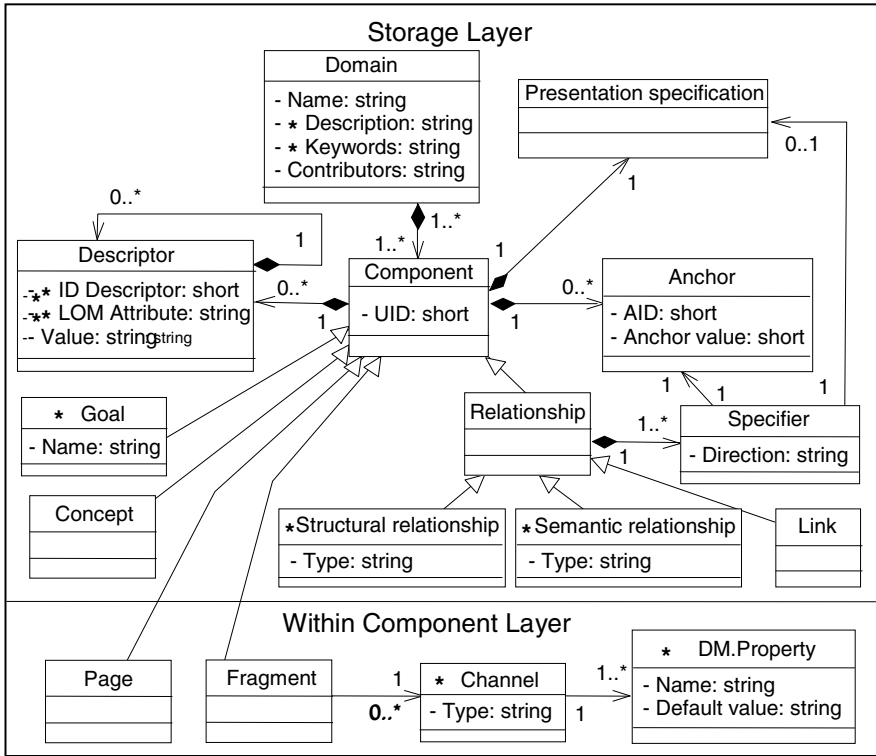 Storage Layer
Domain
- Name: string
- * Description: string
- * Keywords: string
- Contributors: string
Presentation specification
0..1
1
0..*
1
1..*
1..*
1
Descriptor
- ** ID Descriptor: short
- ** LOM Attribute: string
-- Value: string string
0..*
1
Component
- UID: short
1
0..*
Anchor
- AID: short
- Anchor value: short
1
1
1
* Goal
- Name: string
Relationship
1..*
1
Specifier
- Direction: string
Concept
*Structural relationship
- Type: string
*Semantic relationship
- Type: string
Link
Within Component Layer
Page
Fragment
1
0..*
* Channel
- Type: string
1
1..*
* DM.Property
- Name: string
- Default value: string